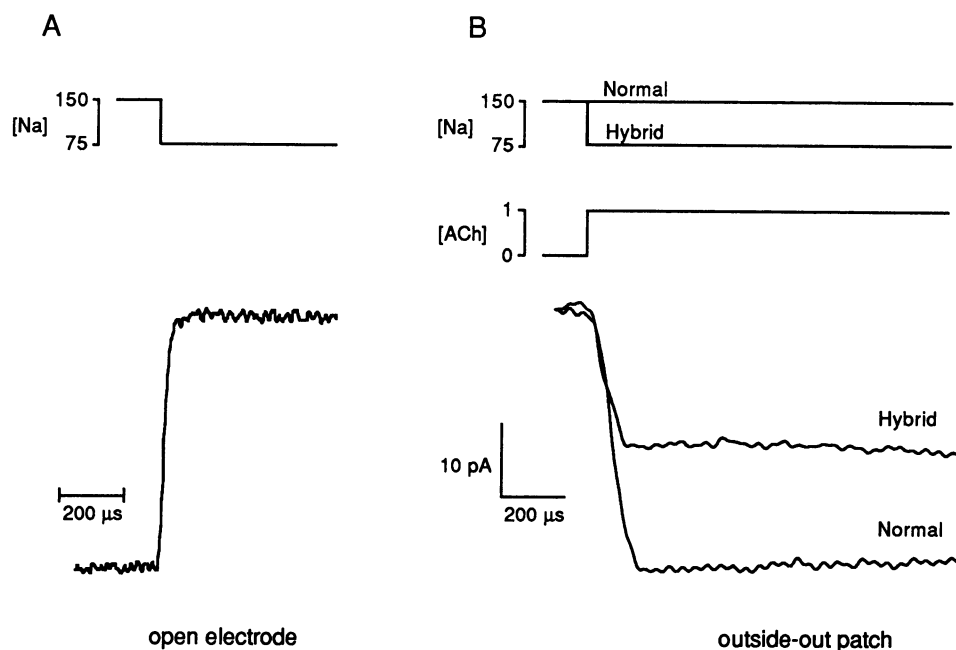 A
150
[Na]
75
200 μs
open electrode
B
150
[Na]
75
Normal
Hybrid
1
[ACh]
0
Hybrid
10 pA
200 μs
Normal
outside-out patch